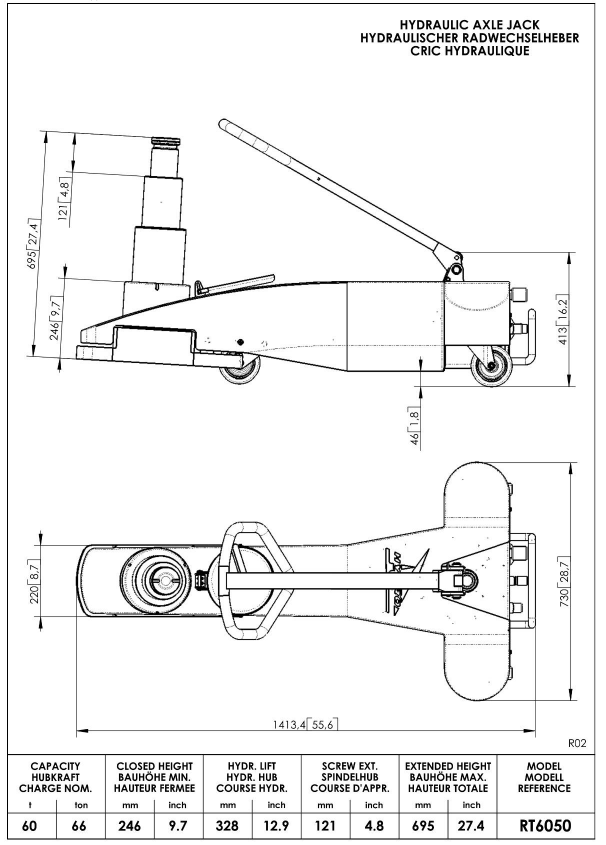 HYDRAULIC AXLE JACK
HYDRAULISCHER RADWECHSELHEBER
CRIC HYDRAULIQUE
695[27.4]
121[4.8]
246[9.7]
413[16.2]
46[1.8]
220[8,7]
730[28,7]
1413,4[55,6]
R02
CAPACITY CLOSED HEIGHT HYDR. LIFT SCREW EXT. EXTENDED HEIGHT MODEL
HUBKRAFT BAUHÖHE MIN. HYDR. HUB SPINDELHUB BAUHÖHE MAX. MODELL
CHARGE NOM. HAUTEUR FERMEE COURSE HYDR. COURSE D'APPR. HAUTEUR TOTALE REFERENCE
t ton mm inch mm inch mm inch mm inch
60 66 246 9.7 328 12.9 121 4.8 695 27.4 RT6050